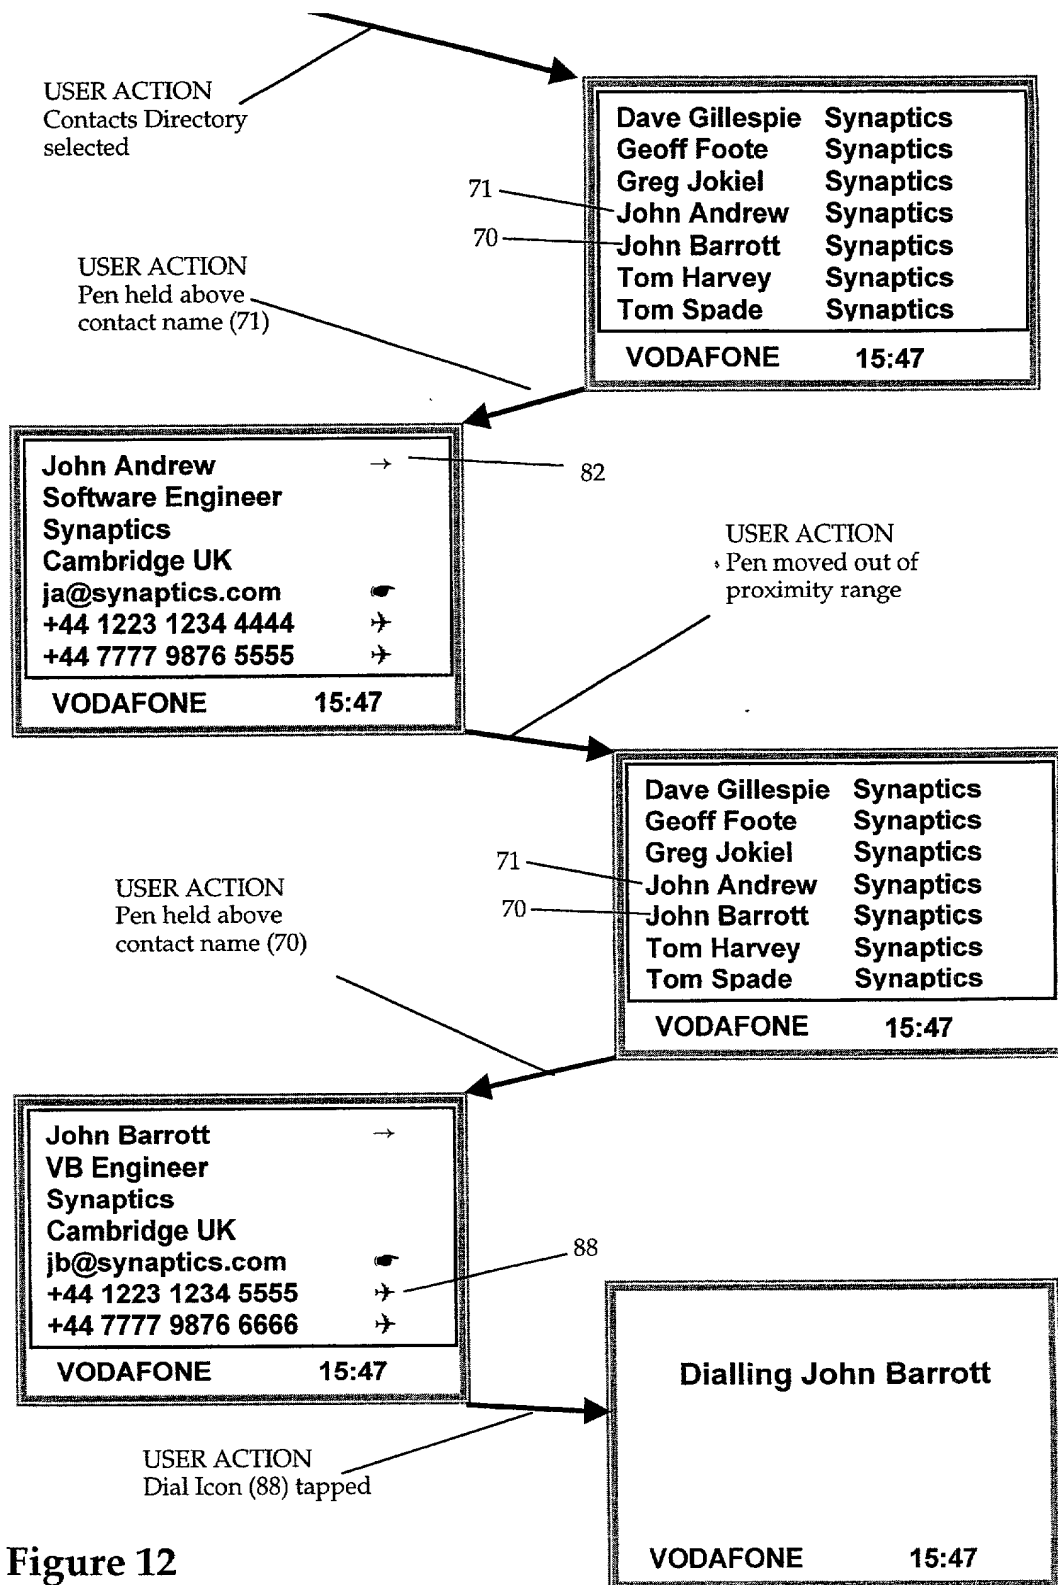 USER ACTION
Contacts Directory
selected
Dave Gillespie Synaptics
Geoff Foote Synaptics
Greg Jokiel Synaptics
John Andrew Synaptics
John Barrott Synaptics
Tom Harvey Synaptics
Tom Spade Synaptics
VODAFONE 15:47
71
70
USER ACTION
Pen held above
contact name (71)
John Andrew →
Software Engineer
Synaptics
Cambridge UK
ja@synaptics.com ☛
+44 1223 1234 4444 ✈
+44 7777 9876 5555 ✈
VODAFONE 15:47
82
USER ACTION
Pen moved out of
proximity range
Dave Gillespie Synaptics
Geoff Foote Synaptics
Greg Jokiel Synaptics
John Andrew Synaptics
John Barrott Synaptics
Tom Harvey Synaptics
Tom Spade Synaptics
VODAFONE 15:47
71
70
USER ACTION
Pen held above
contact name (70)
John Barrott →
VB Engineer
Synaptics
Cambridge UK
jb@synaptics.com ☛
+44 1223 1234 5555 ✈
+44 7777 9876 6666 ✈
VODAFONE 15:47
88
USER ACTION
Dial Icon (88) tapped
Dialling John Barrott
VODAFONE 15:47
Figure 12